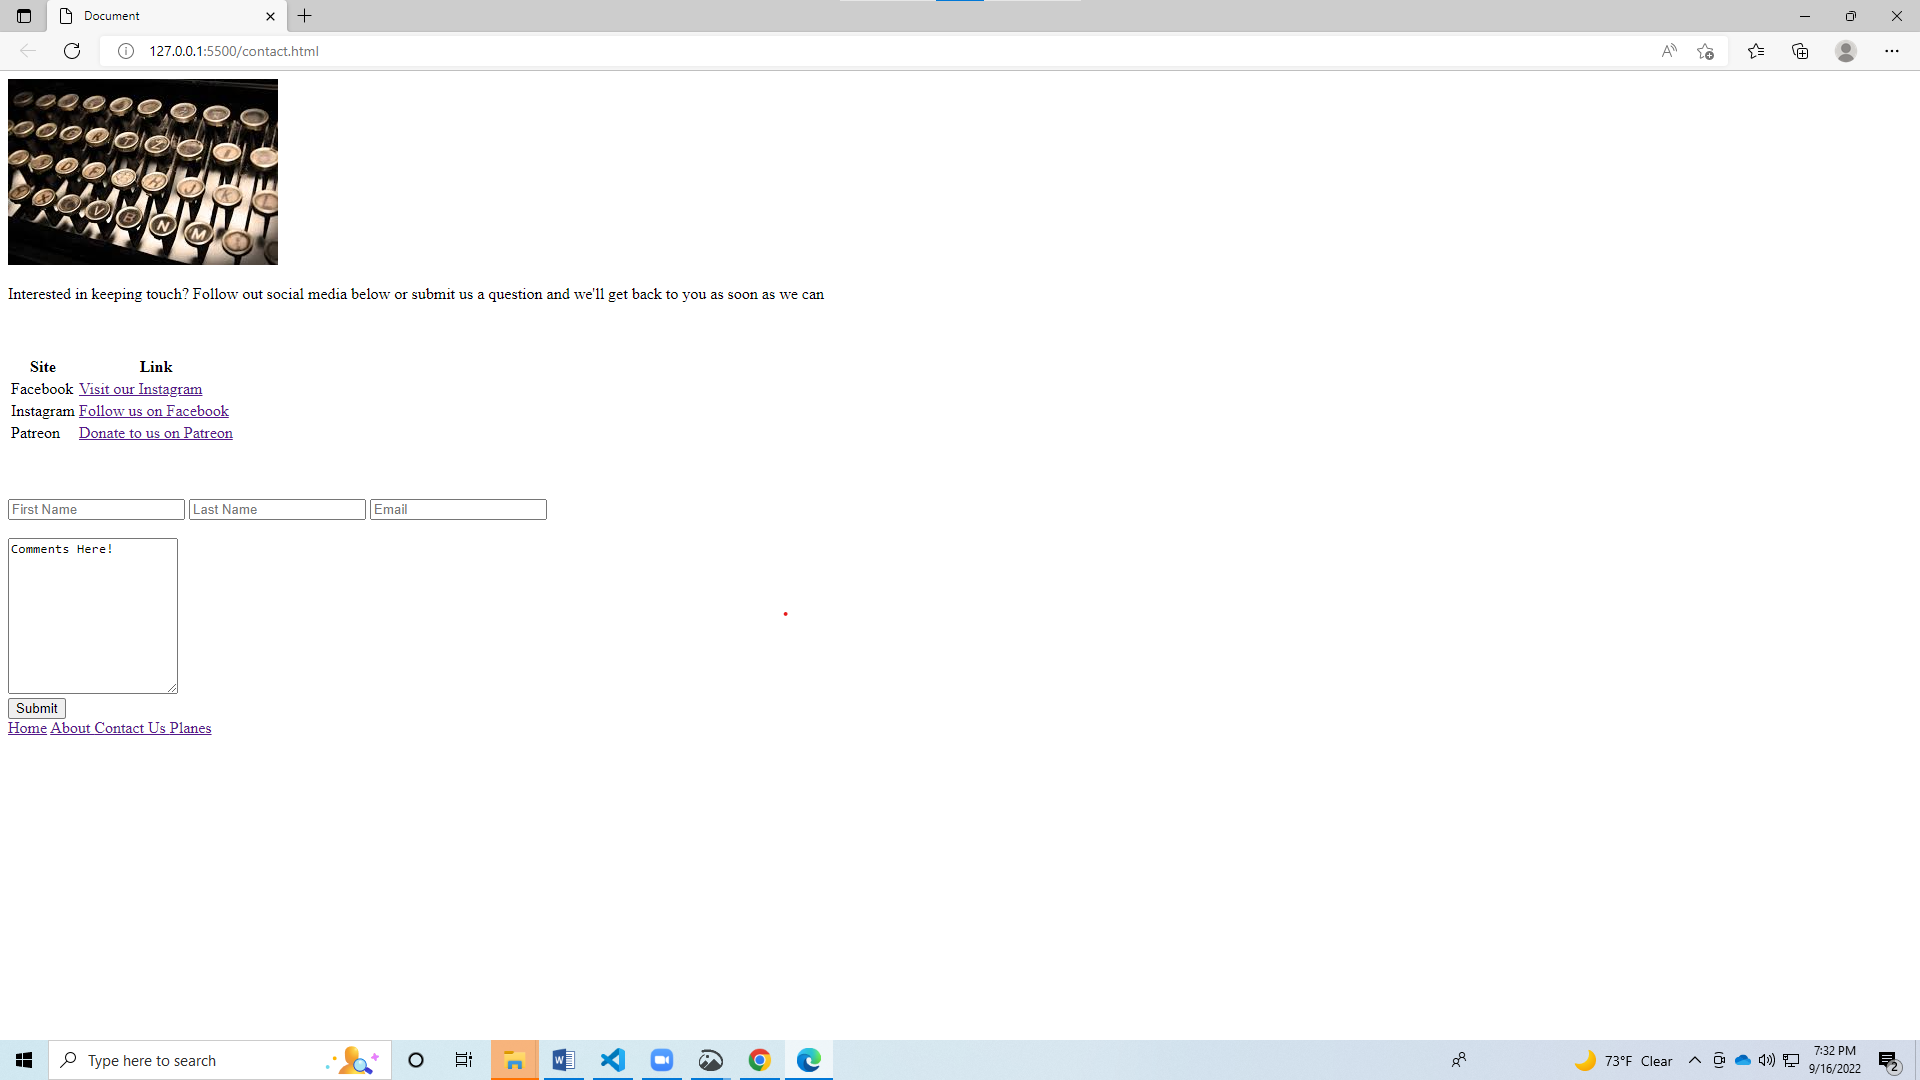 Document
127.0.0.1:5500/contact.html
E R T Z I
D F H J K
X V B N M
Interested in keeping touch? Follow out social media below or submit us a question and we'll get back to you as soon as we can
Site Link
Facebook Visit our Instagram
Instagram Follow us on Facebook
Patreon Donate to us on Patreon
First Name Last Name Email
Comments Here!
Submit
Home About Contact Us Planes
Type here to search
73°F Clear
7:32 PM
9/16/2022
2